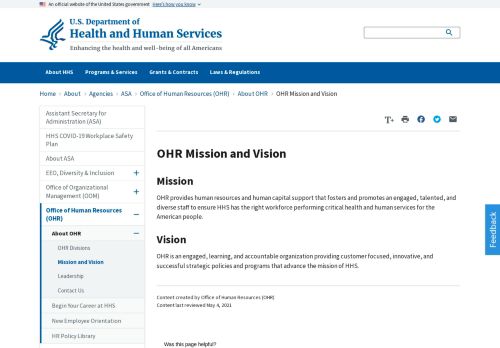 An official website of the United States government Here's how you know
U.S. Department of
Health and Human Services
Enhancing the health and well-being of all Americans
About HHS Programs & Services Grants & Contracts Laws & Regulations
Home › About › Agencies › ASA › Office of Human Resources (OHR) › About OHR › OHR Mission and Vision
Assistant Secretary for
Administration (ASA)
HHS COVID-19 Workplace Safety
Plan
About ASA
EEO, Diversity & Inclusion +
Office of Organizational
Management (OOM) +
Office of Human Resources
(OHR) −
About OHR −
OHR Divisions
Mission and Vision
Leadership
Contact Us
Begin Your Career at HHS
New Employee Orientation
HR Policy Library
T+
OHR Mission and Vision
Mission
OHR provides human resources and human capital support that fosters and promotes an engaged, talented, and
diverse staff to ensure HHS has the right workforce performing critical health and human services for the
American people.
Vision
OHR is an engaged, learning, and accountable organization providing customer focused, innovative, and
successful strategic policies and programs that advance the mission of HHS.
Content created by Office of Human Resources (OHR)
Content last reviewed May 4, 2021
Was this page helpful?
Feedback